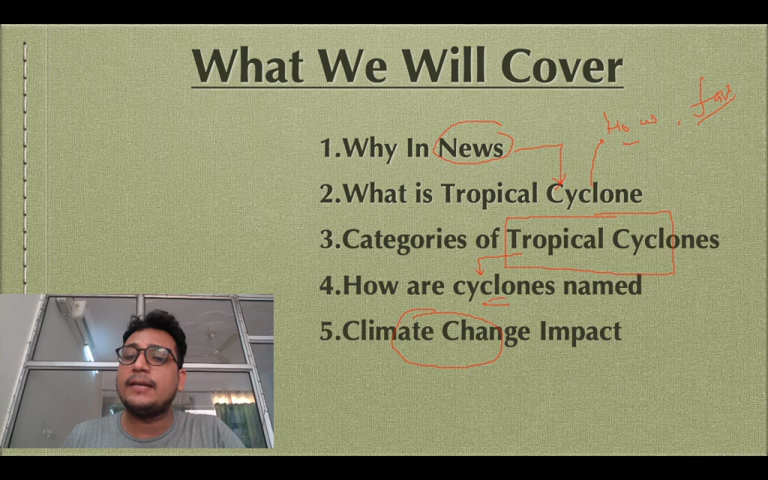 What We Will Cover
1.Why In News
2.What is Tropical Cyclone
3.Categories of Tropical Cyclones
4.How are cyclones named
5.Climate Change Impact